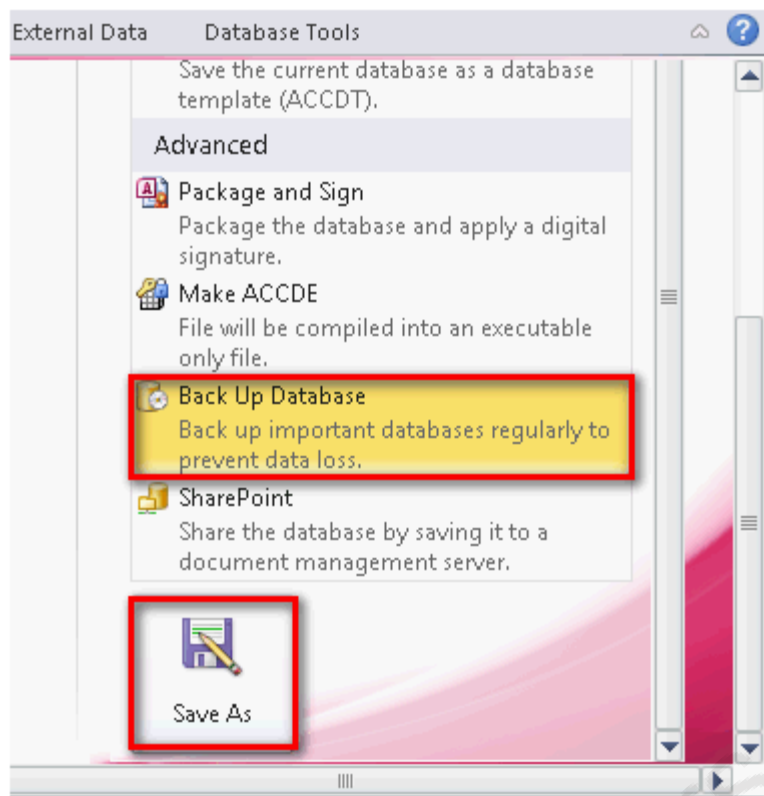 External Data Database Tools
Save the current database as a database
template (ACCDT).
Advanced
Package and Sign
Package the database and apply a digital
signature.
Make ACCDE
File will be compiled into an executable
only file.
Back Up Database
Back up important databases regularly to
prevent data loss.
SharePoint
Share the database by saving it to a
document management server.
Save As